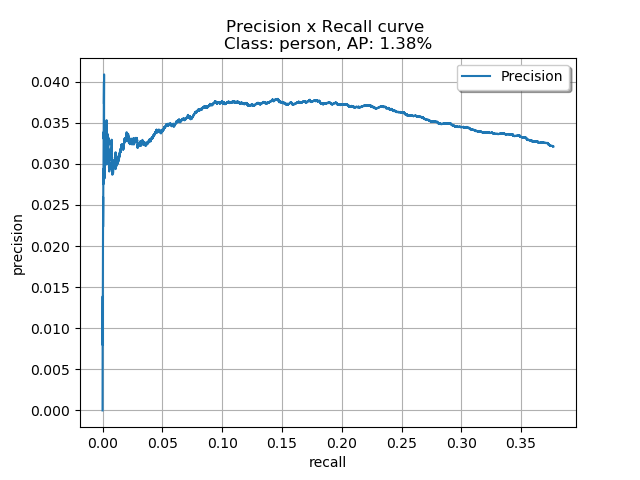 Precision x Recall curve
Class: person, AP: 1.38%
Precision
0.040
0.035
0.030
0.025
0.020
0.015
0.010
0.005
0.000
precision
0.00 0.05 0.10 0.15 0.20 0.25 0.30 0.35
recall